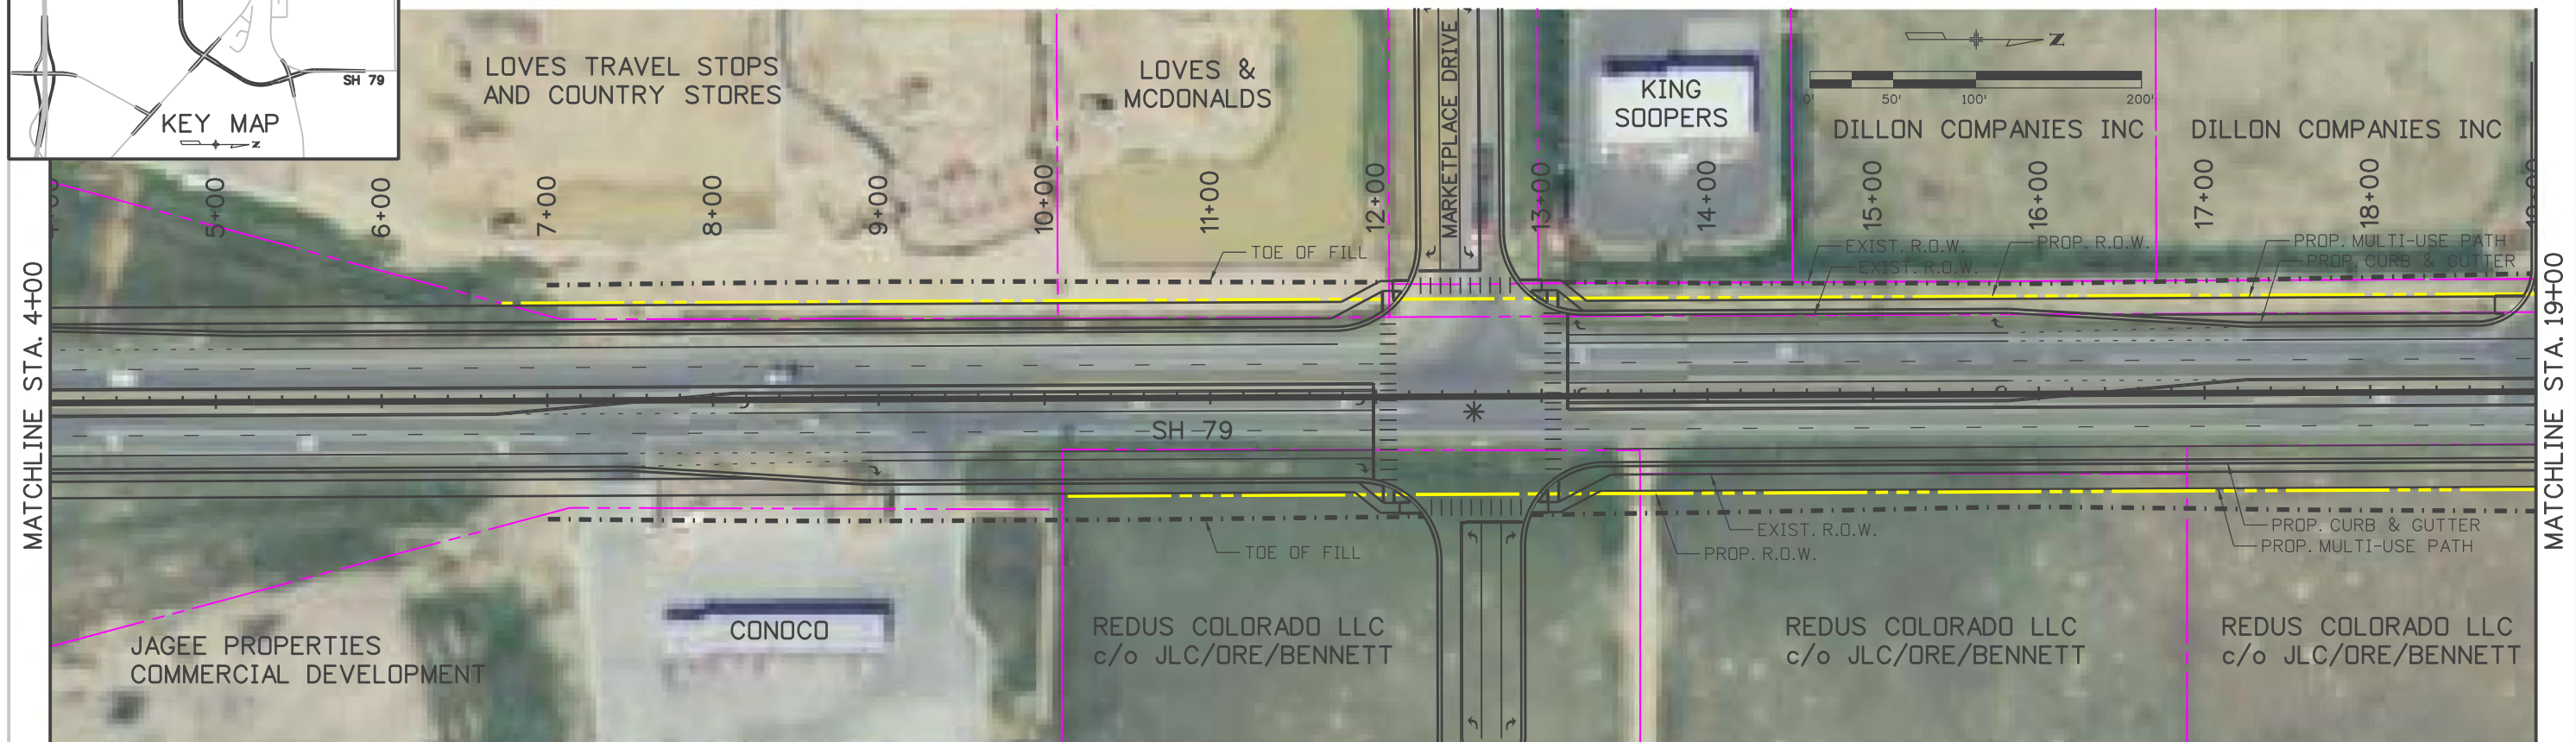 SH 79
KEY MAP
Z
LOVES TRAVEL STOPS
AND COUNTRY STORES
LOVES &
MCDONALDS
MARKETPLACE DRIVE
KING
SOOPERS
Z
0' 50' 100' 200'
DILLON COMPANIES INC
DILLON COMPANIES INC
5+00
6+00
7+00
8+00
9+00
10+00
11+00
12+00
13+00
14+00
15+00
16+00
17+00
18+00
TOE OF FILL
EXIST. R.O.W.
EXIST. R.O.W.
PROP. R.O.W.
PROP. MULTI-USE PATH
PROP. CURB & GUTTER
MATCHLINE STA. 4+00
MATCHLINE STA. 19+00
SH 79
TOE OF FILL
EXIST. R.O.W.
PROP. R.O.W.
PROP. CURB & GUTTER
PROP. MULTI-USE PATH
JAGEE PROPERTIES
COMMERCIAL DEVELOPMENT
CONOCO
REDUS COLORADO LLC
c/o JLC/ORE/BENNETT
REDUS COLORADO LLC
c/o JLC/ORE/BENNETT
REDUS COLORADO LLC
c/o JLC/ORE/BENNETT